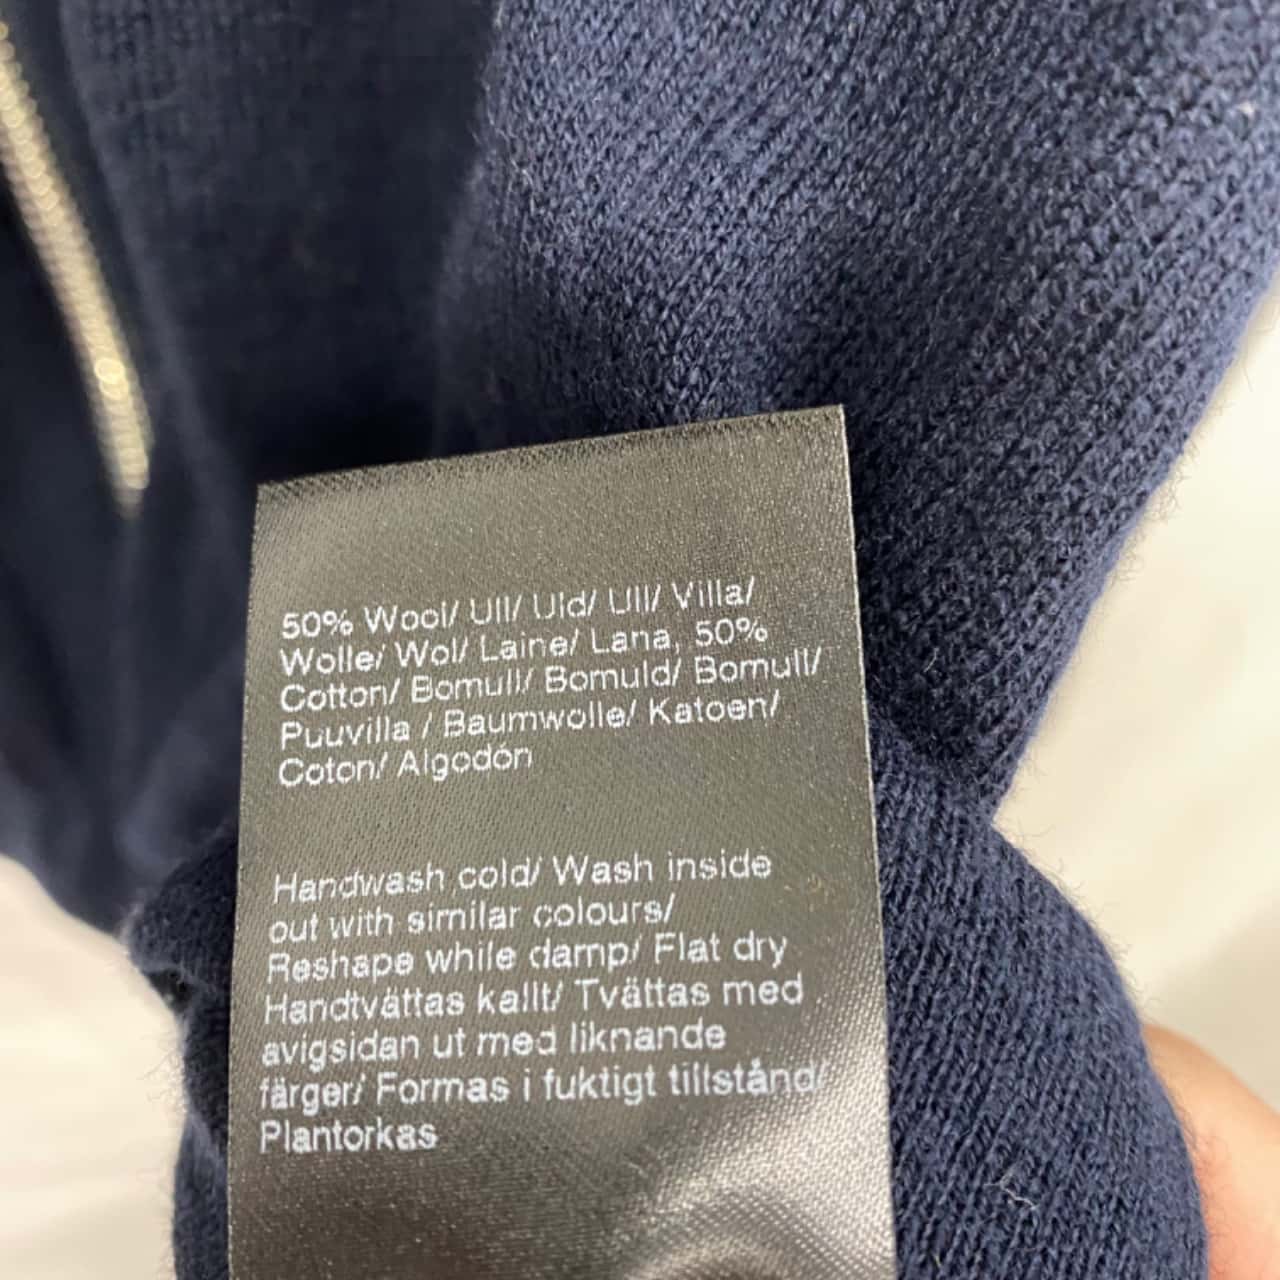 50% Wool/ Ull/ Uld/ Ull/ Villa/
Wolle/ Wol/ Laine/ Lana, 50%
Cotton/ Bomull/ Bomuld/ Bomull/
Puuvilla / Baumwolle/ Katoen/
Coton/ Algodón
Handwash cold/ Wash inside
out with similar colours/
Reshape while damp/ Flat dry
Handtvättas kallt/ Tvättas med
avigsidan ut med liknande
färger/ Formas i fuktigt tillstånd/
Plantorkas